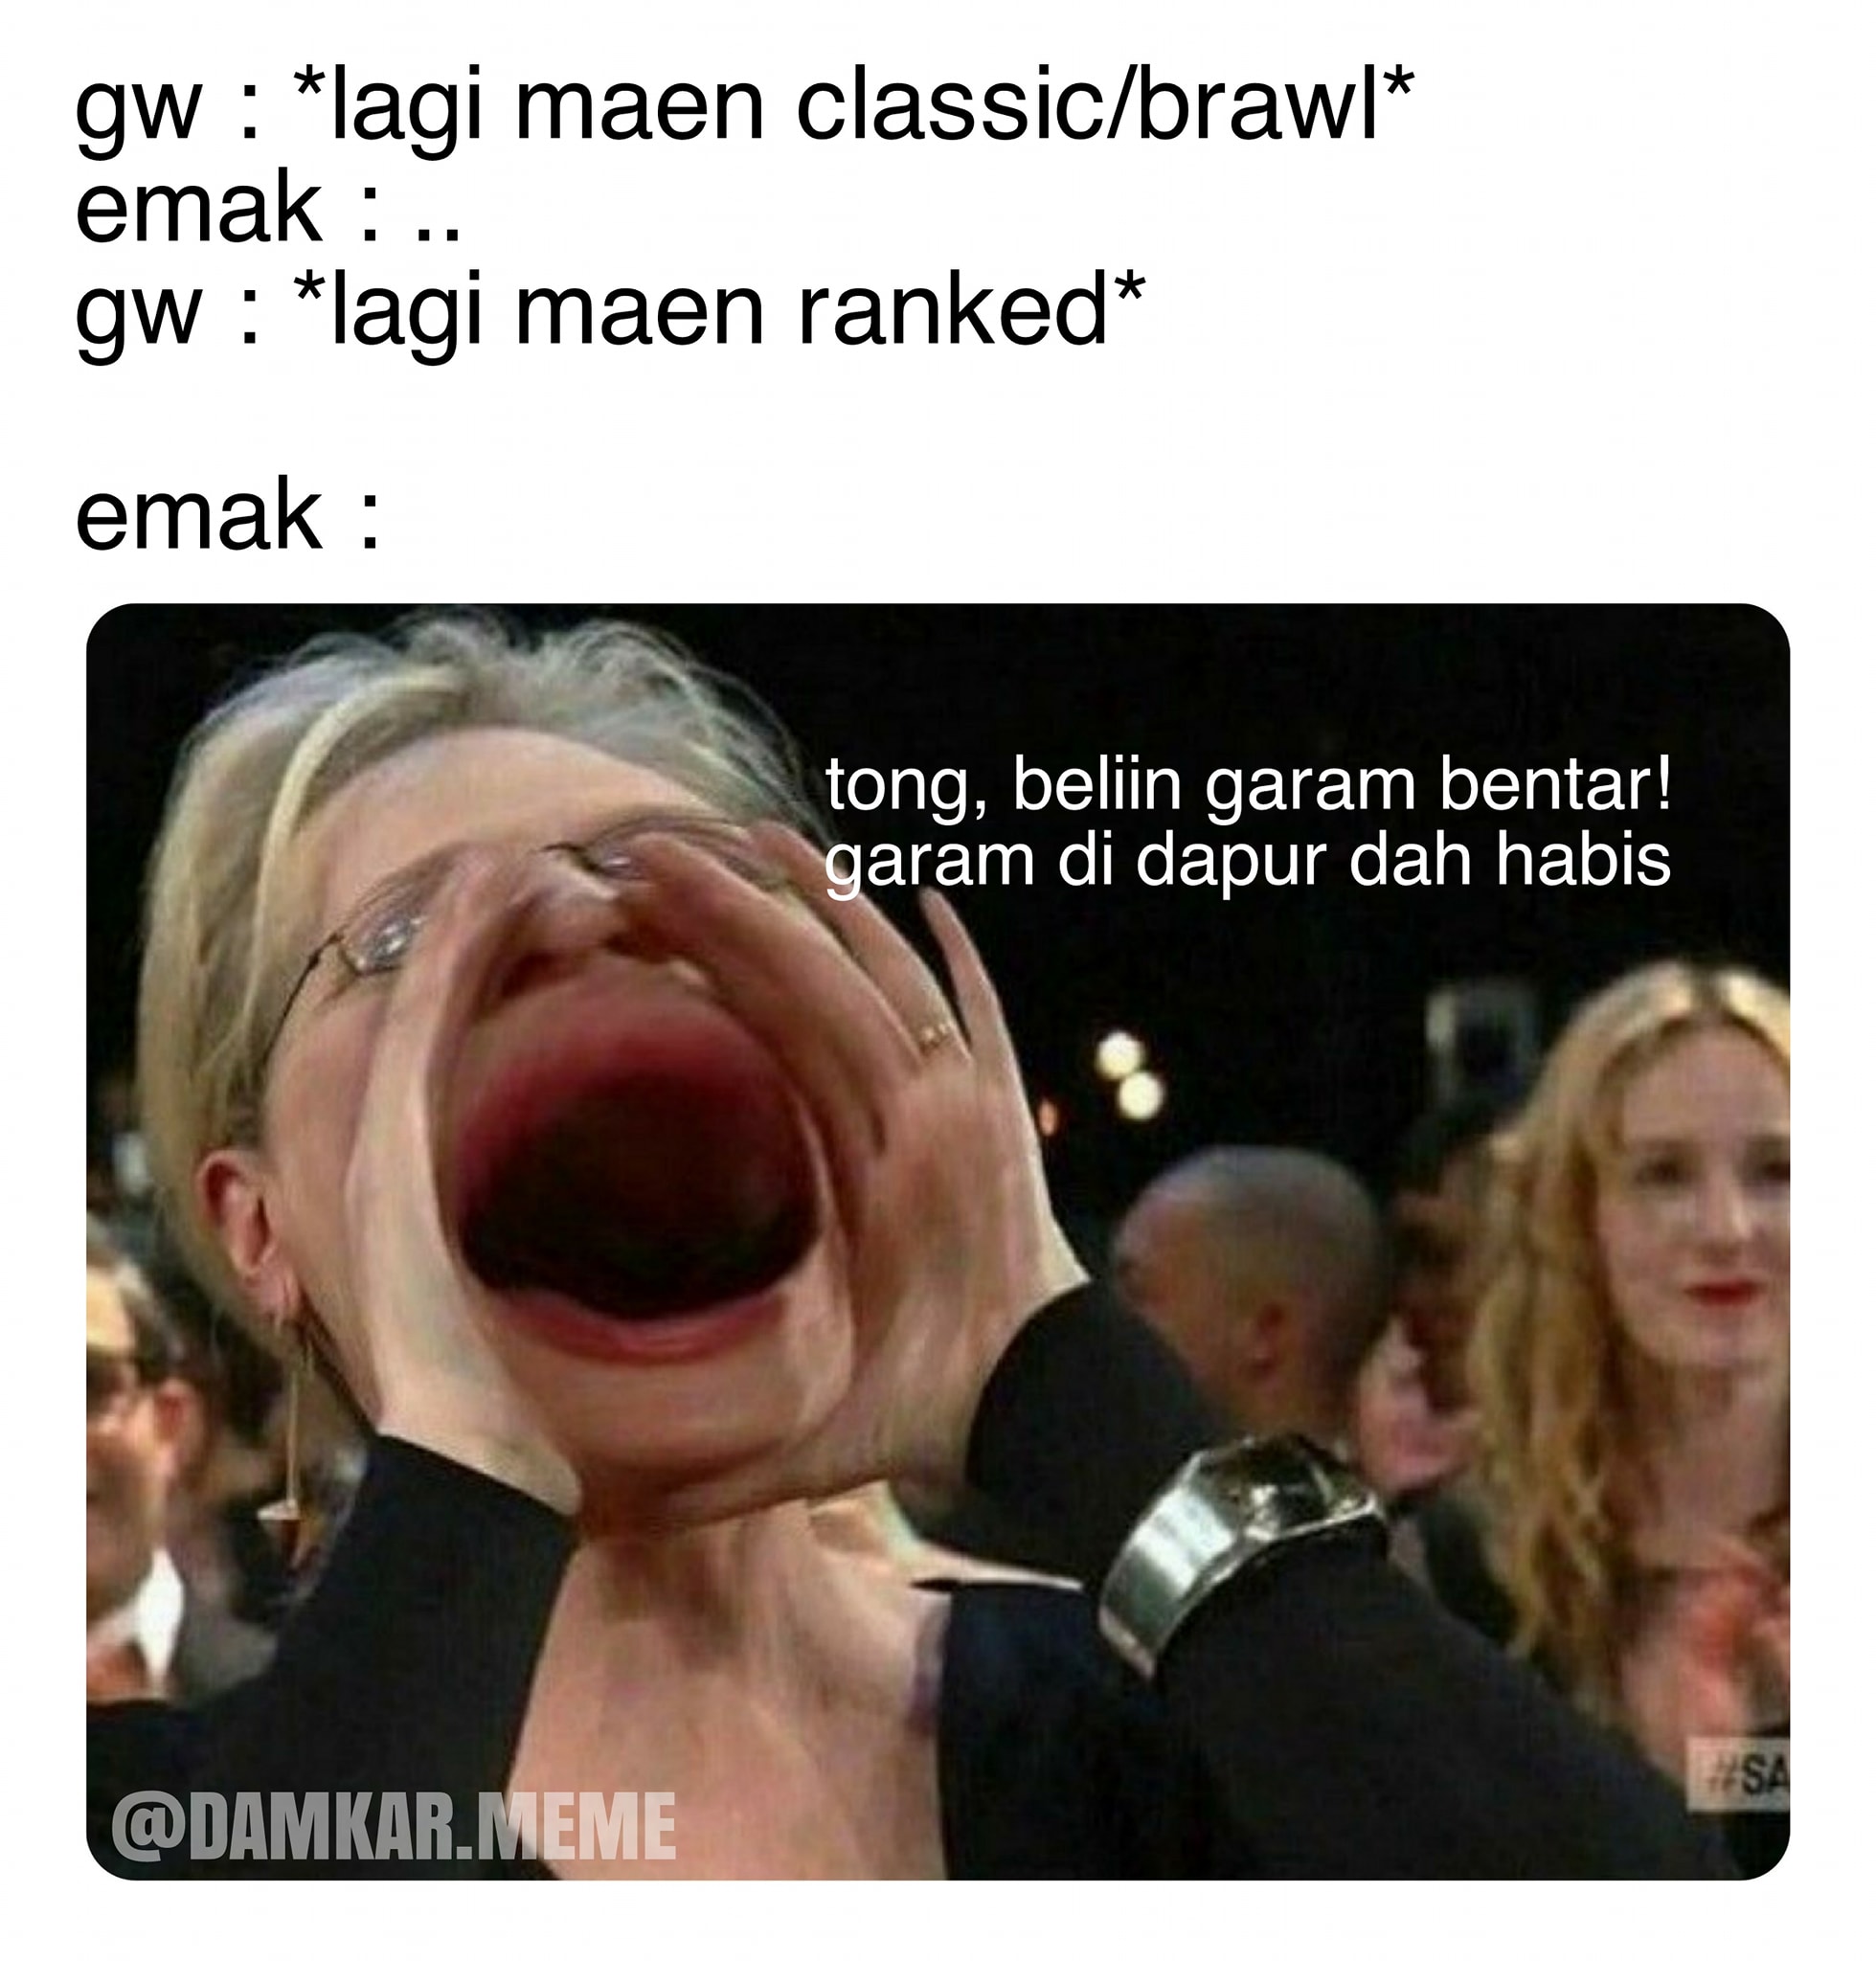 gw : *lagi maen classic/brawl*
emak : ..
gw : *lagi maen ranked*
emak :
tong, beliin garam bentar!
garam di dapur dah habis
#SA
@DAMKAR.MEME